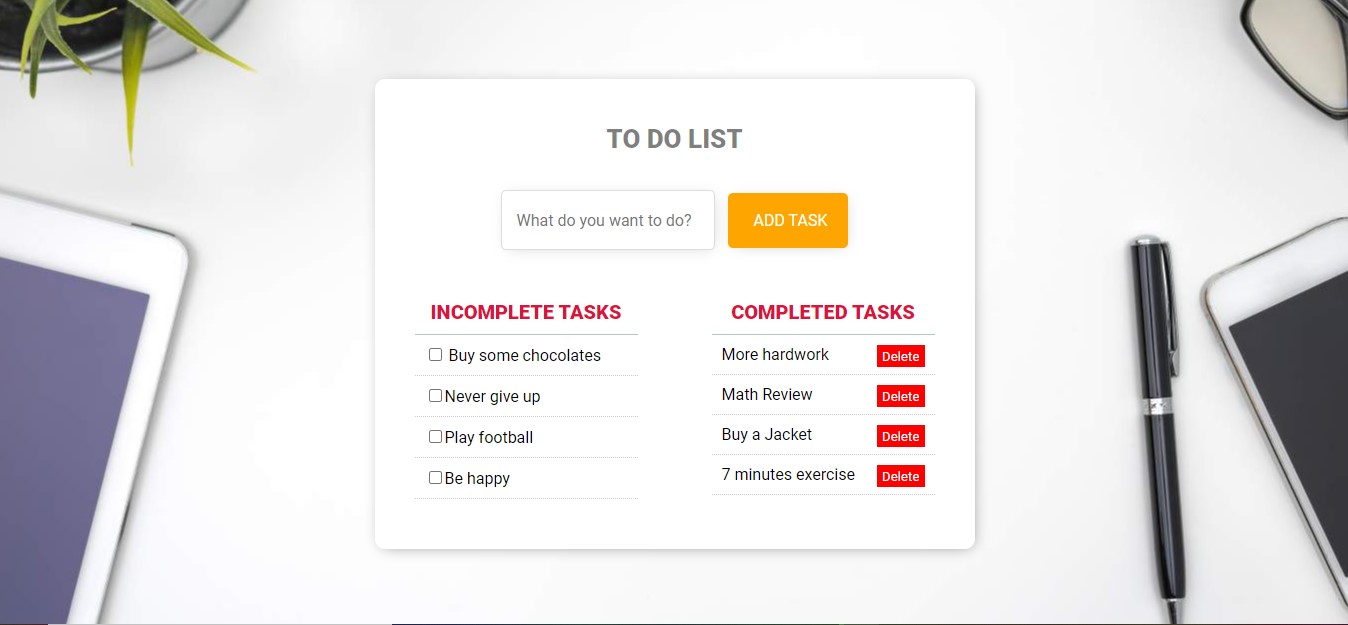 TO DO LIST
What do you want to do?
ADD TASK
INCOMPLETE TASKS
Buy some chocolates
Never give up
Play football
Be happy
COMPLETED TASKS
More hardwork Delete
Math Review Delete
Buy a Jacket Delete
7 minutes exercise Delete